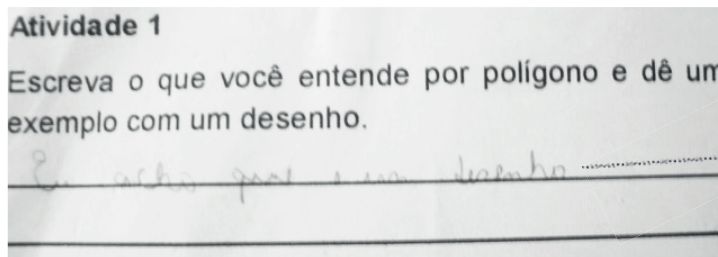 Atividade 1
Escreva o que você entende por polígono e dê um
exemplo com um desenho.
Eu acho que é um desenho